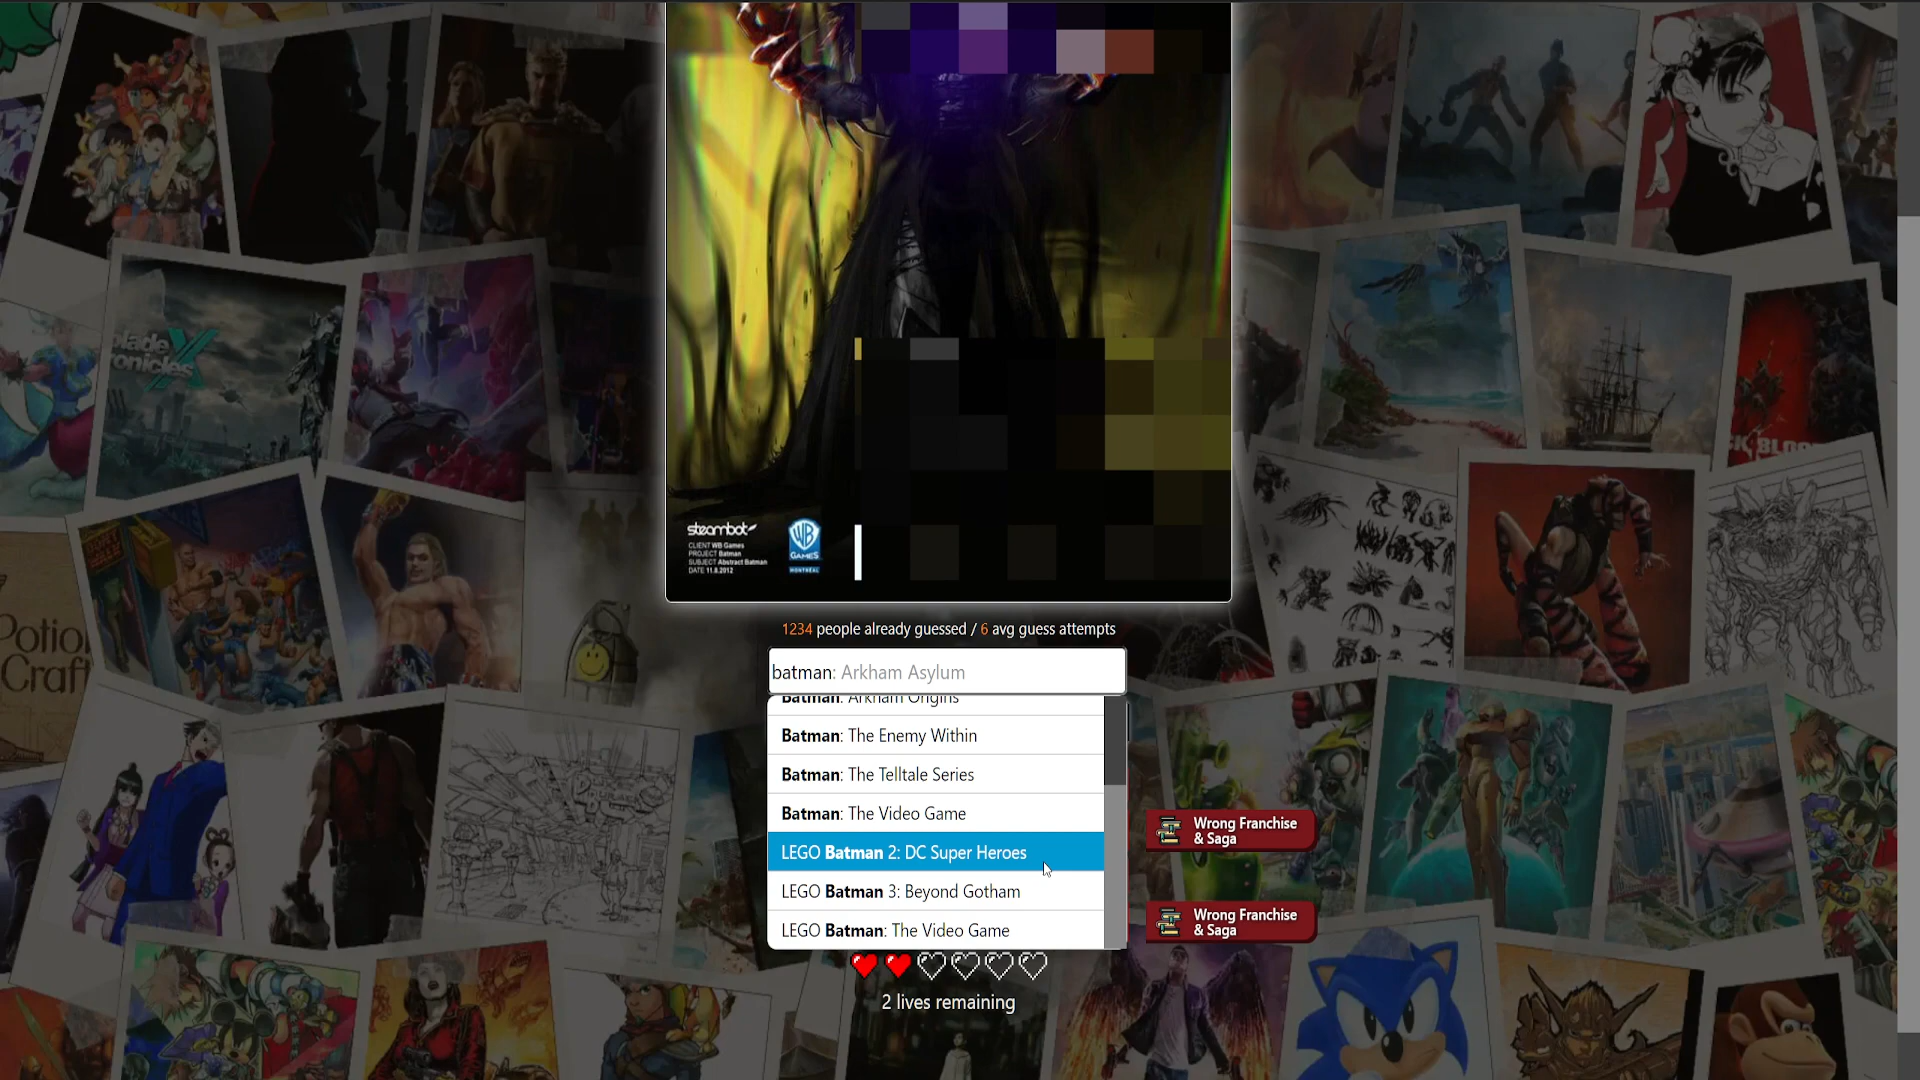 steambot
CLIENT WB Games
PROJECT Batman
SUBJECT Abstract Batman
DATE 11.8.2012
WB
GAMES
MONTRÉAL
1234 people already guessed / 6 avg guess attempts
batman: Arkham Asylum
Batman: Arkham Origins
Batman: The Enemy Within
Batman: The Telltale Series
Batman: The Video Game
LEGO Batman 2: DC Super Heroes
LEGO Batman 3: Beyond Gotham
LEGO Batman: The Video Game
Wrong Franchise
& Saga
Wrong Franchise
& Saga
2 lives remaining
Potion
Craft